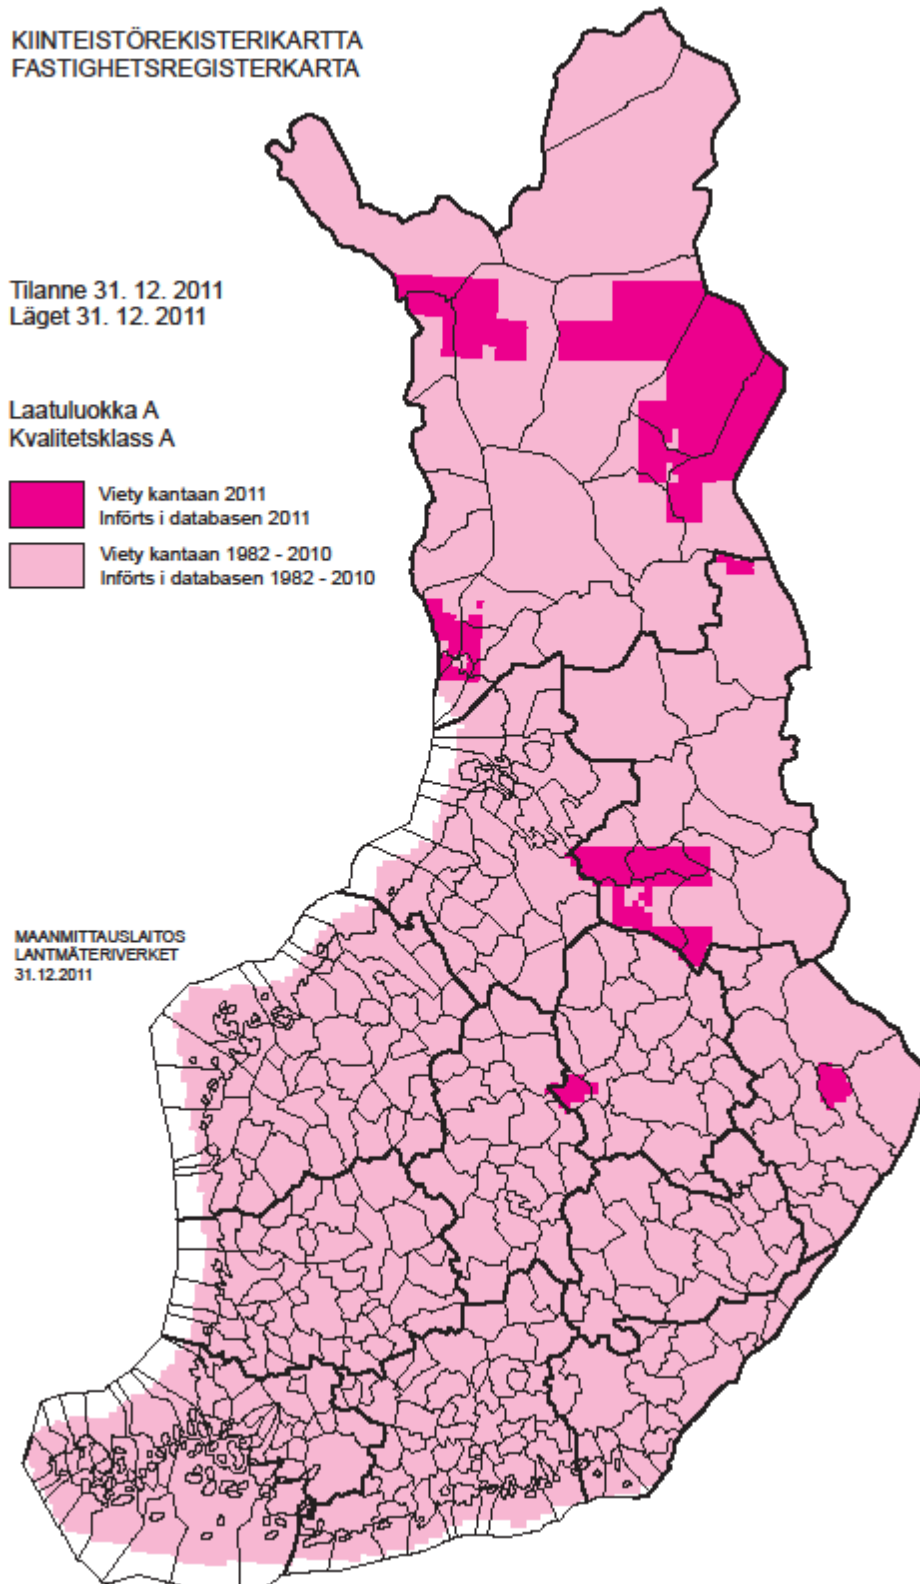 KIINTEISTÖREKISTERIKARTTA
FASTIGHETSREGISTERKARTA
Tilanne 31. 12. 2011
Läget 31. 12. 2011
Laatuluokka A
Kvalitetsklass A
Viety kantaan 2011
Införts i databasen 2011
Viety kantaan 1982 - 2010
Införts i databasen 1982 - 2010
MAANMITTAUSLAITOS
LANTMÄTERIVERKET
31.12.2011